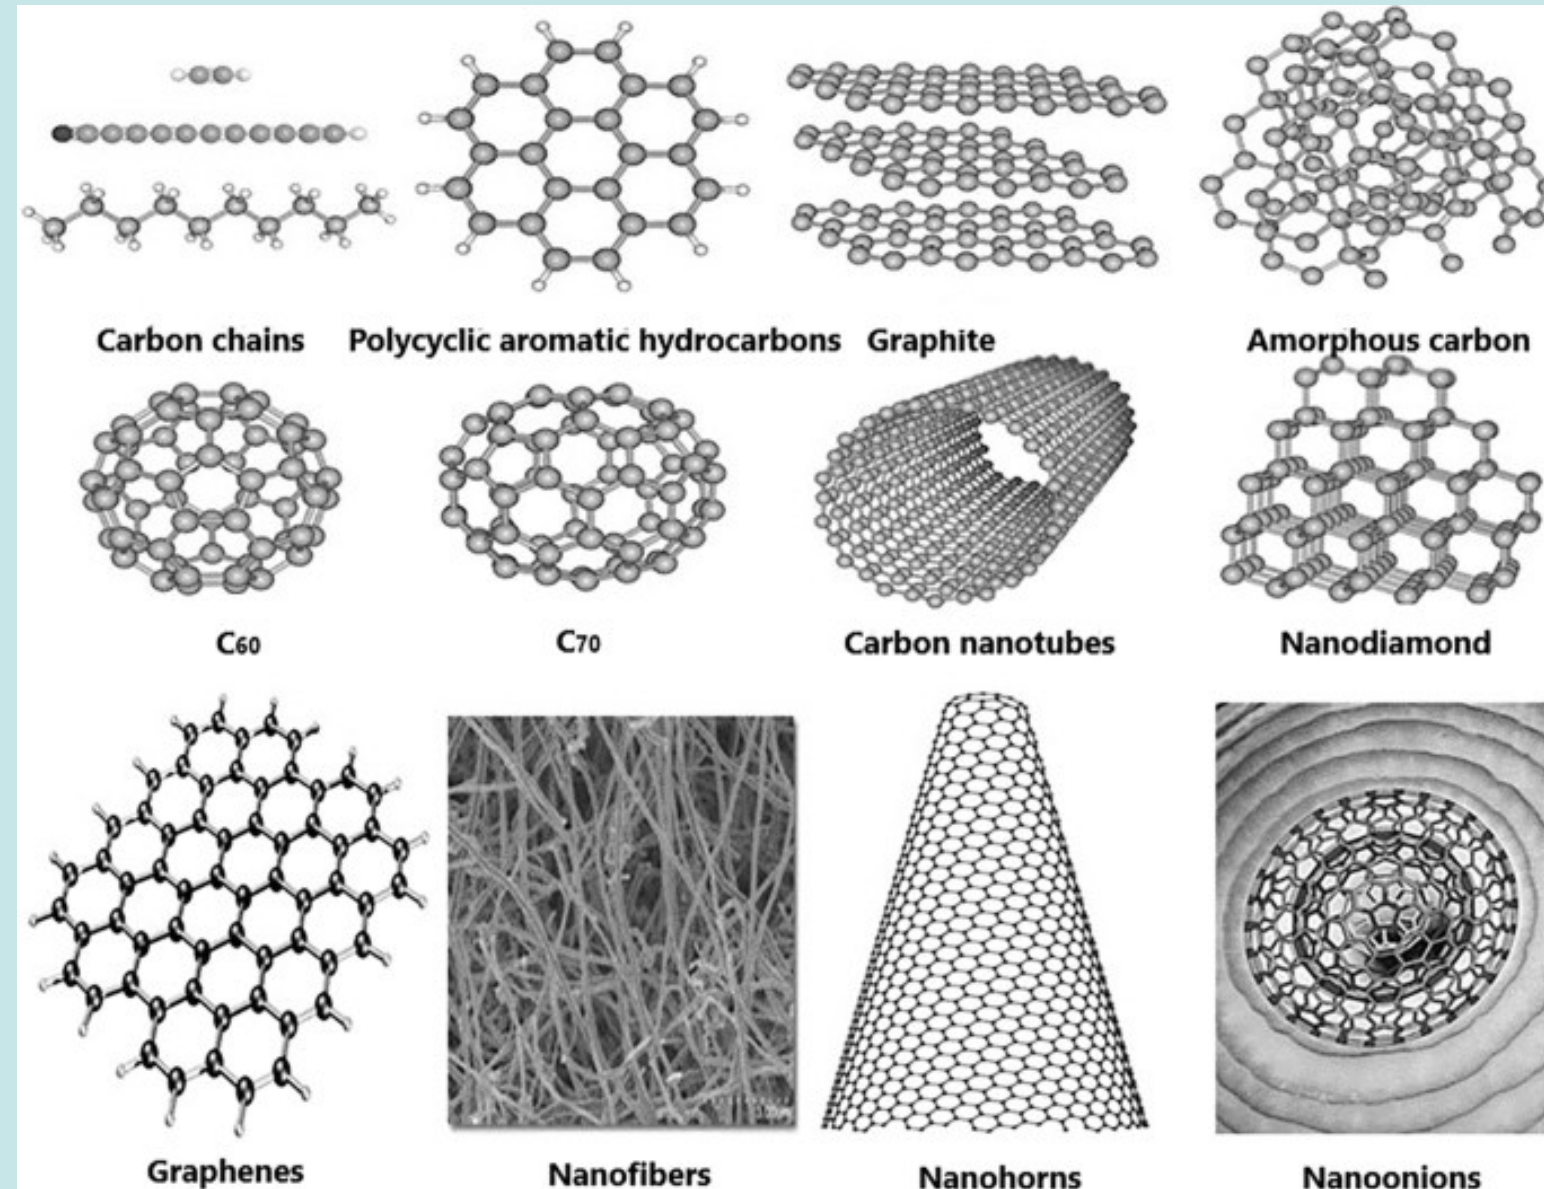 Carbon chains
Polycyclic aromatic hydrocarbons
Graphite
Amorphous carbon
C60
C70
Carbon nanotubes
Nanodiamond
Graphenes
Nanofibers
Nanohorns
Nanoonions